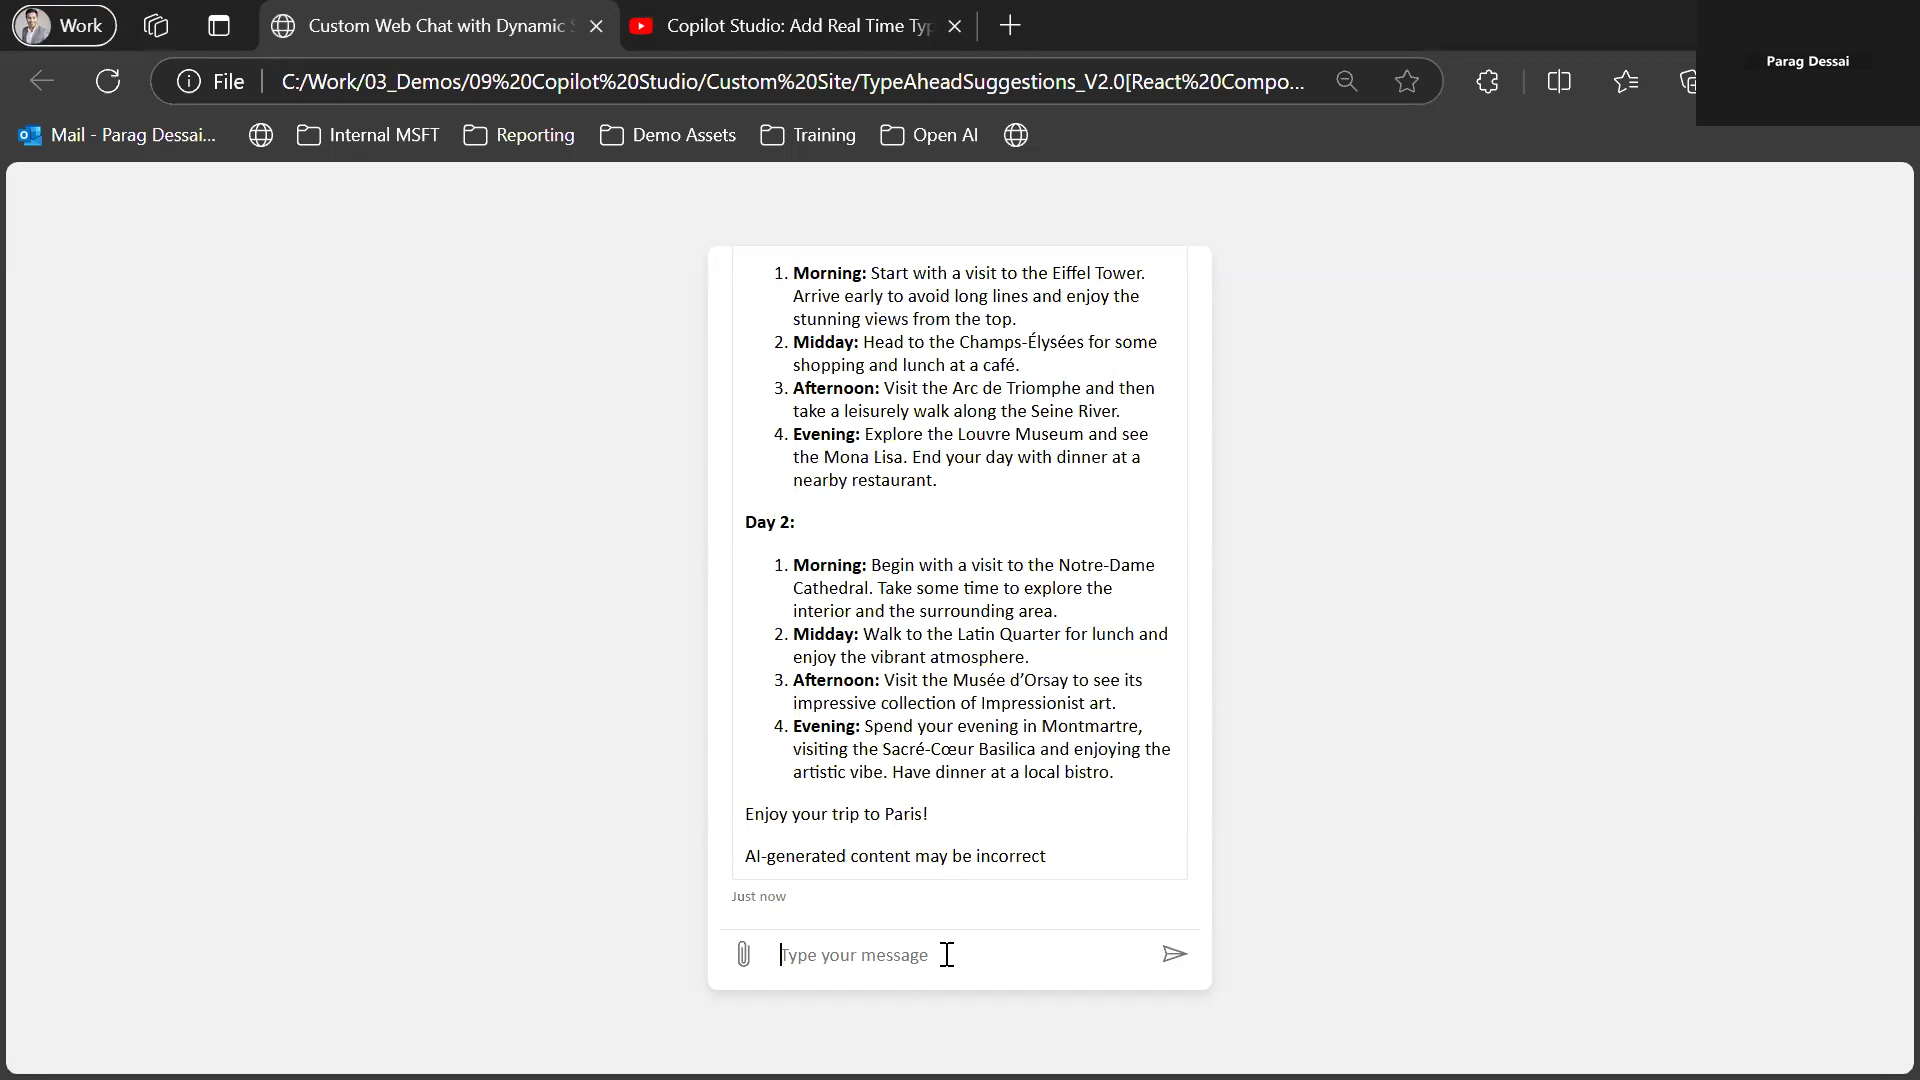 Work
Custom Web Chat with Dynamic
Copilot Studio: Add Real Time Typ
Parag Dessai
File
C:/Work/03_Demos/09%20Copilot%20Studio/Custom%20Site/TypeAheadSuggestions_V2.0[React%20Compo...
Mail - Parag Dessai...
Internal MSFT
Reporting
Demo Assets
Training
Open AI
1. Morning: Start with a visit to the Eiffel Tower.
Arrive early to avoid long lines and enjoy the
stunning views from the top.
2. Midday: Head to the Champs-Élysées for some
shopping and lunch at a café.
3. Afternoon: Visit the Arc de Triomphe and then
take a leisurely walk along the Seine River.
4. Evening: Explore the Louvre Museum and see
the Mona Lisa. End your day with dinner at a
nearby restaurant.
Day 2:
1. Morning: Begin with a visit to the Notre-Dame
Cathedral. Take some time to explore the
interior and the surrounding area.
2. Midday: Walk to the Latin Quarter for lunch and
enjoy the vibrant atmosphere.
3. Afternoon: Visit the Musée d’Orsay to see its
impressive collection of Impressionist art.
4. Evening: Spend your evening in Montmartre,
visiting the Sacré-Cœur Basilica and enjoying the
artistic vibe. Have dinner at a local bistro.
Enjoy your trip to Paris!
AI-generated content may be incorrect
Just now
Type your message